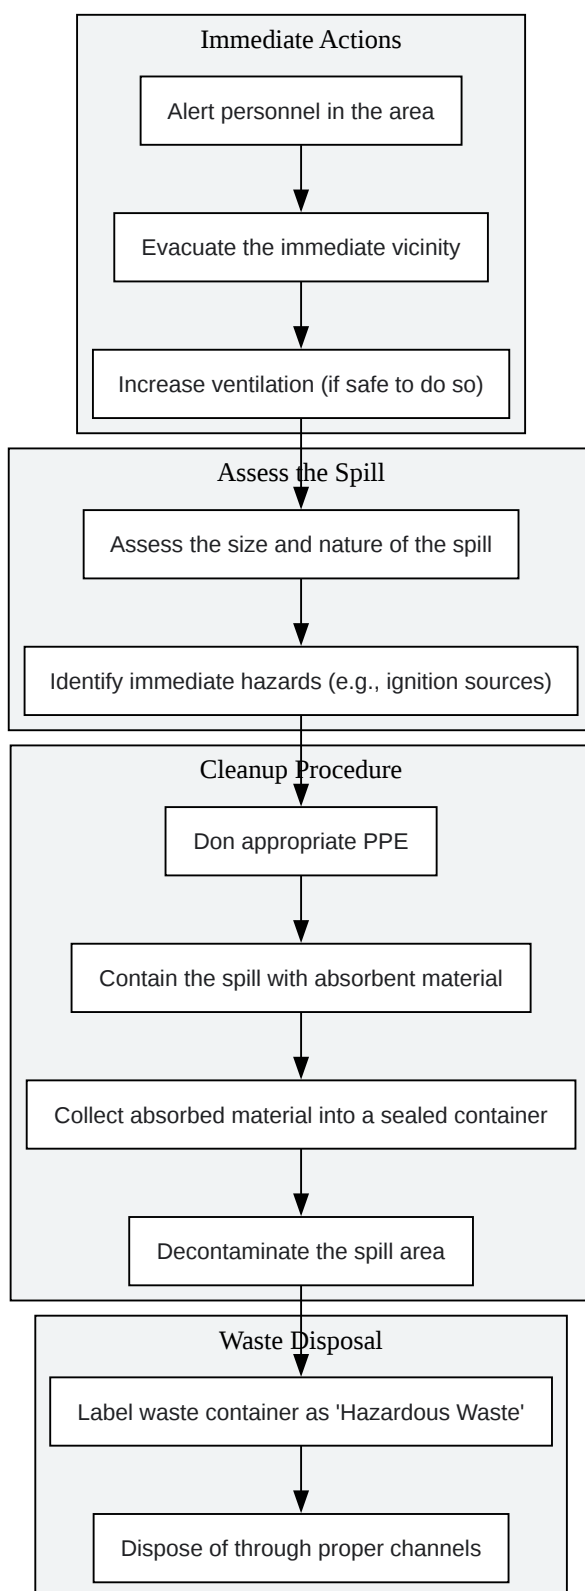 Immediate Actions
Alert personnel in the area
Evacuate the immediate vicinity
Increase ventilation (if safe to do so)
Assess the Spill
Assess the size and nature of the spill
Identify immediate hazards (e.g., ignition sources)
Cleanup Procedure
Don appropriate PPE
Contain the spill with absorbent material
Collect absorbed material into a sealed container
Decontaminate the spill area
Waste Disposal
Label waste container as 'Hazardous Waste'
Dispose of through proper channels